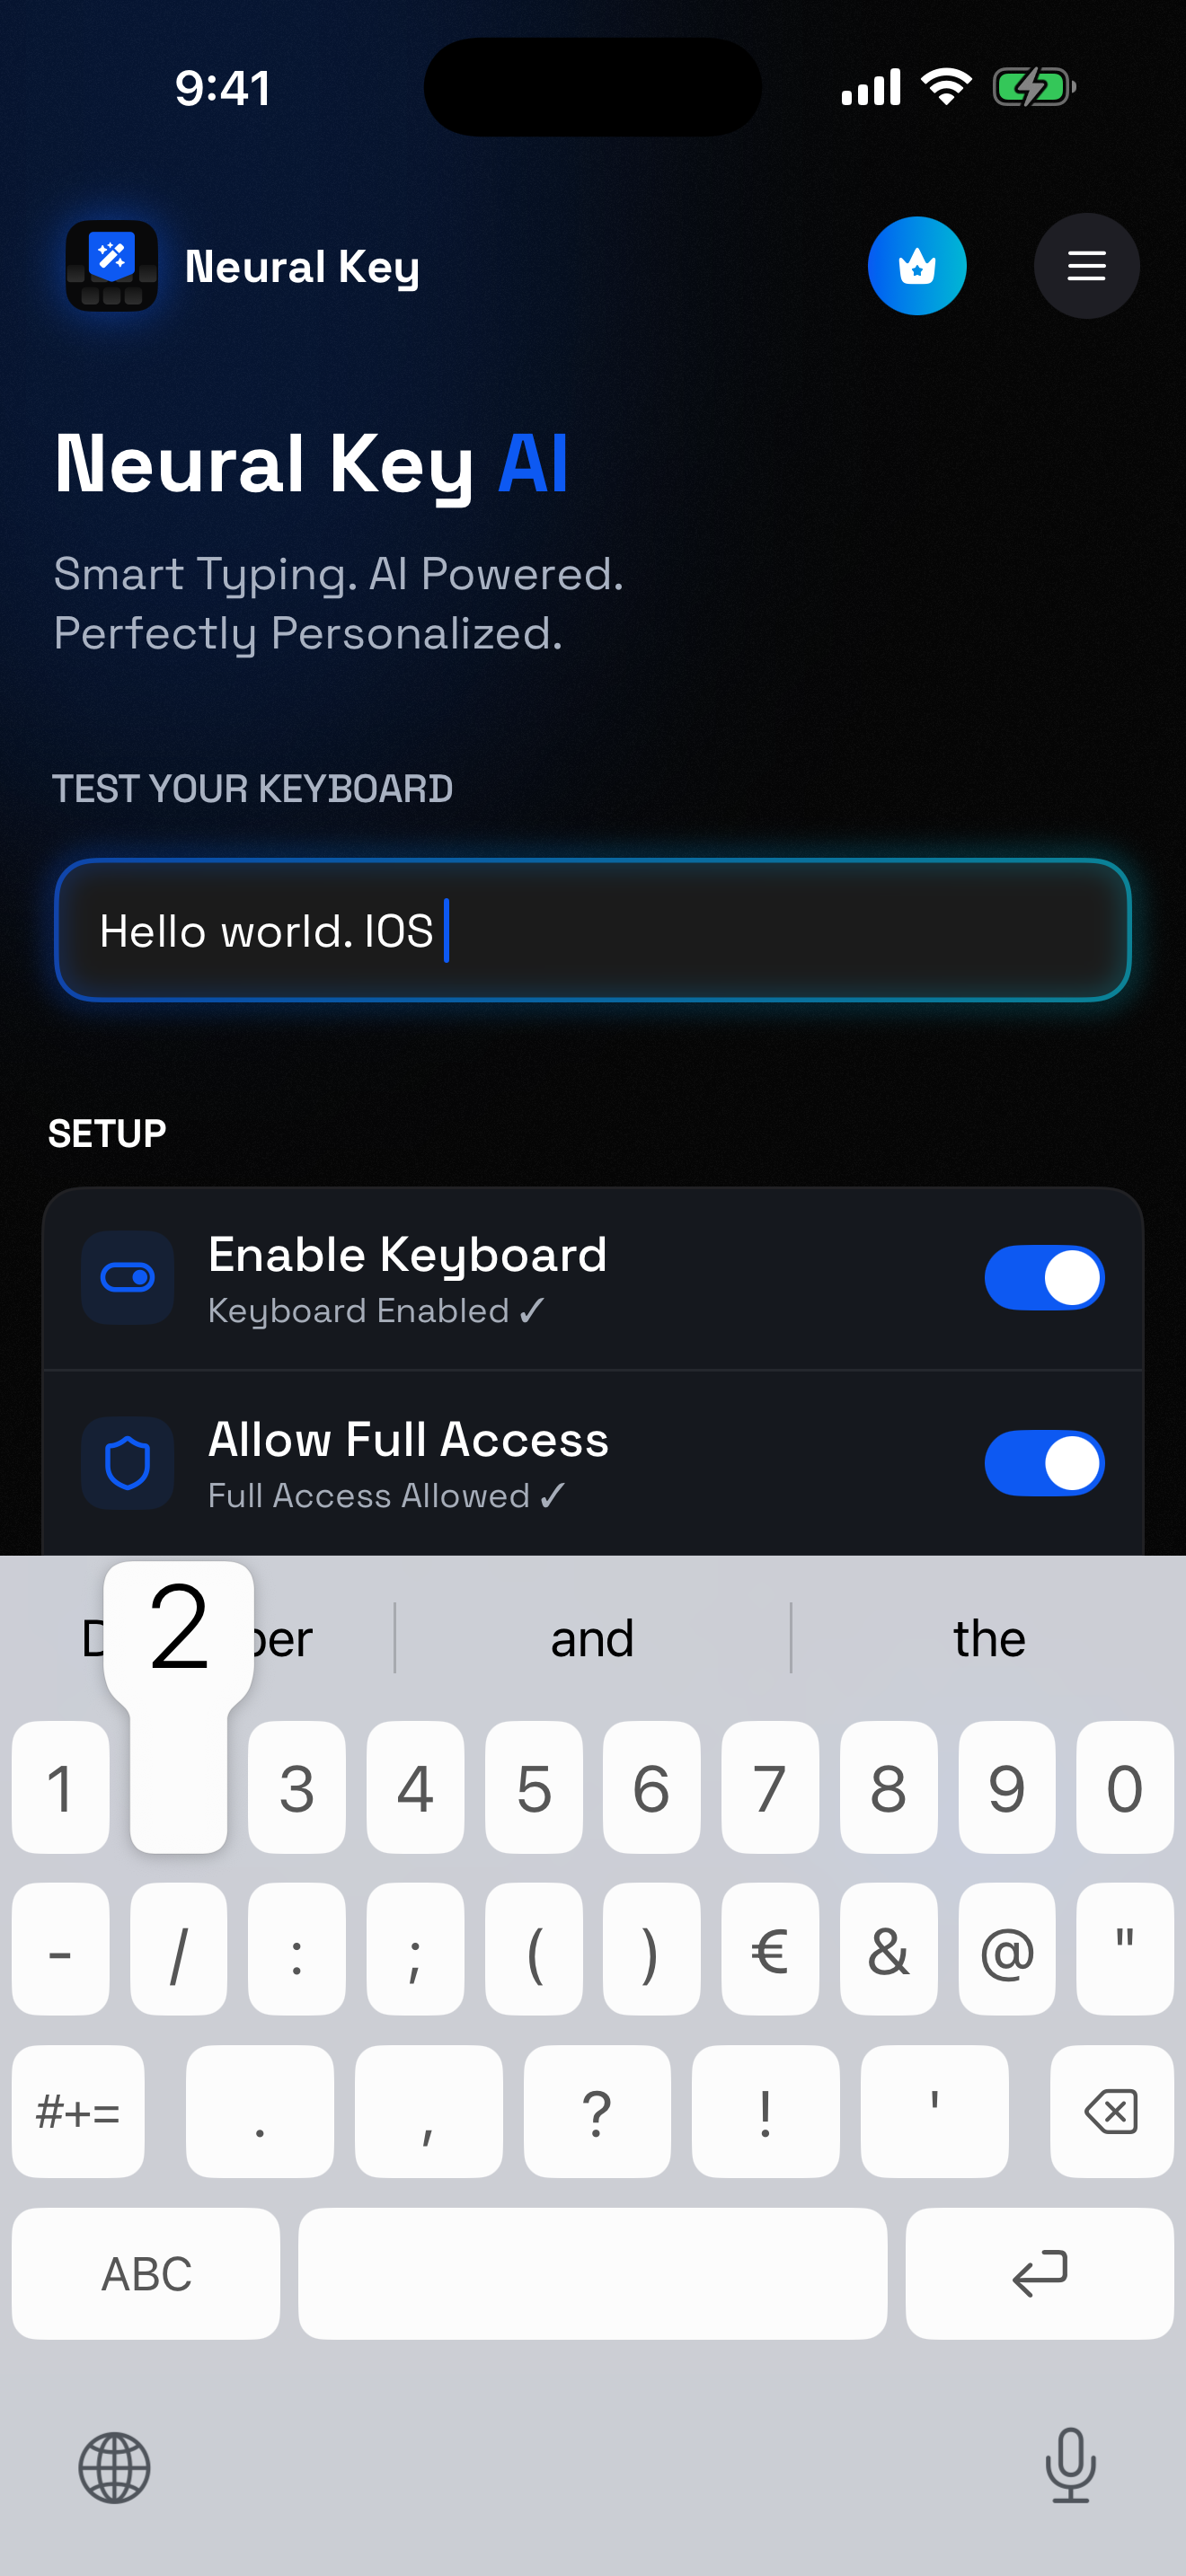 9:41
Neural Key
Neural Key AI
Smart Typing. AI Powered.
Perfectly Personalized.
TEST YOUR KEYBOARD
Hello world. IOS
SETUP
Enable Keyboard
Keyboard Enabled ✓
Allow Full Access
Full Access Allowed ✓
and the
2
1 3 4 5 6 7 8 9 0
- / : ; ( ) € & @ "
#+= . , ? ! '
ABC